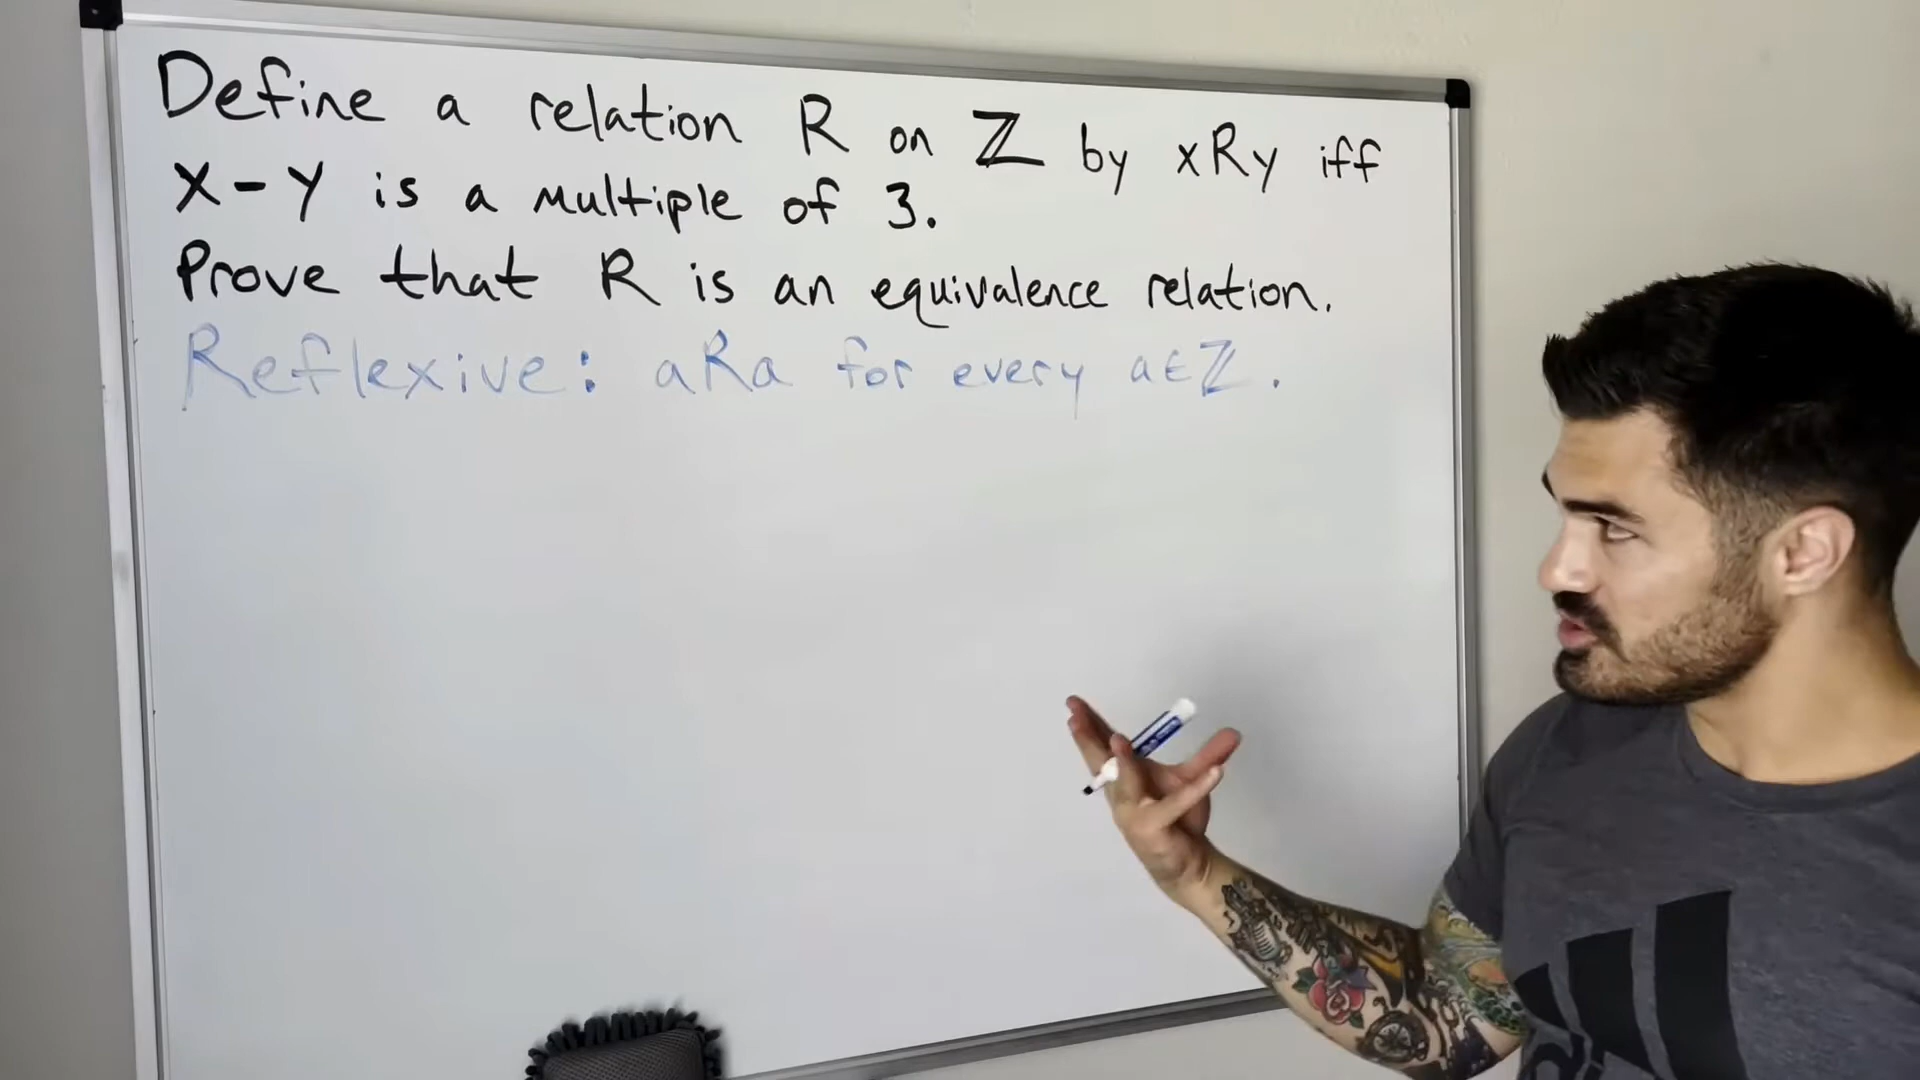 Define a relation R on ℤ by xRy iff
x-y is a multiple of 3.
Prove that R is an equivalence relation.
Reflexive: aRa for every a∈ℤ.